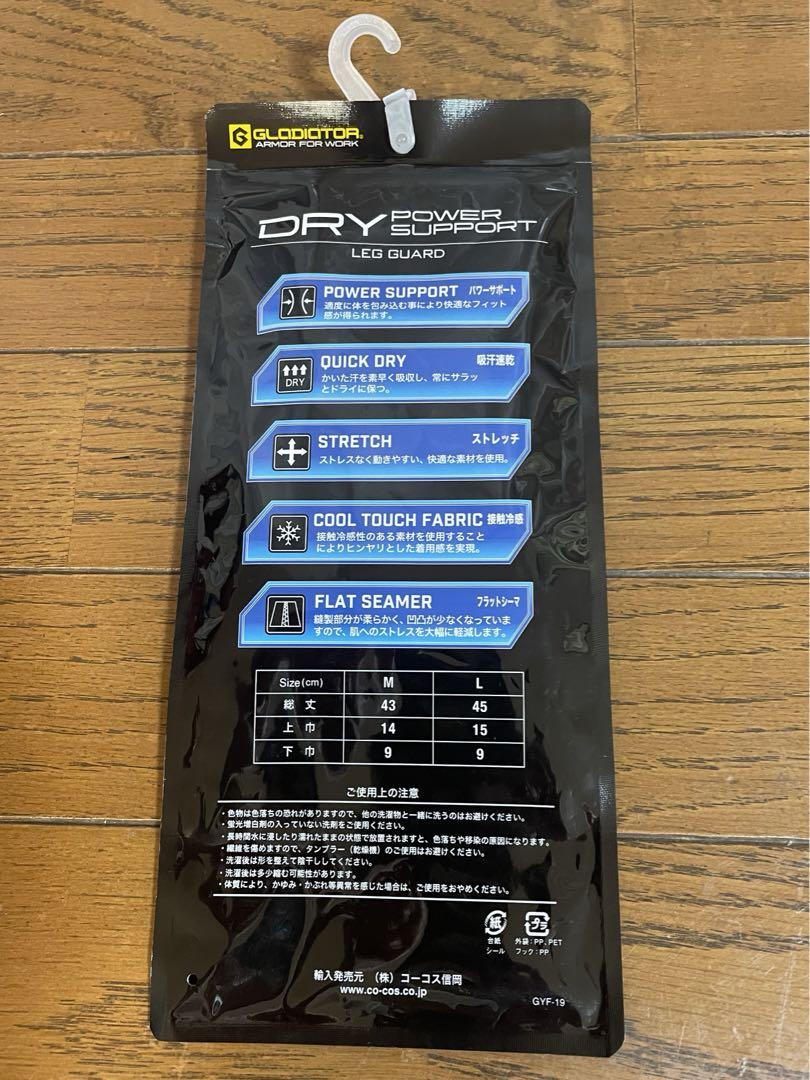 GLADIATOR®
ARMOR FOR WORK
DRY POWER SUPPORT
LEG GUARD
POWER SUPPORT パワーサポート
適度に体を包み込む事により快適なフィット
感が得られます。
DRY
QUICK DRY 吸汗速乾
かいた汗を素早く吸収し、常にサラッ
とドライに保つ。
STRETCH ストレッチ
ストレスなく動きやすい、快適な素材を使用。
COOL TOUCH FABRIC 接触冷感
接触冷感性のある素材を使用すること
によりヒンヤリとした着用感を実現。
FLAT SEAMER フラットシーマ
縫製部分が柔らかく、凹凸が少なくなっていま
すので、肌へのストレスを大幅に軽減します。
Size(cm) M L
総丈 43 45
上巾 14 15
下巾 9 9
ご使用上の注意
・色物は色落ちの恐れがありますので、他の洗濯物と一緒に洗うのはお避けください。
・蛍光増白剤の入っていない洗剤をご使用ください。
・長時間水に浸したり濡れたままの状態で放置されますと、色落ちや移染の原因になります。
・繊維を傷めますので、タンブラー（乾燥機）のご使用はお避けください。
・洗濯後は形を整えて陰干ししてください。
・洗濯後は多少縮む可能性があります。
・体質により、かゆみ・かぶれ等異常を感じた場合は、ご使用をおやめください。
紙 プラ
台紙 外袋：PP, PET
シール フック：PP
輸入発売元 （株）コーコス信岡
www.co-cos.co.jp
GYF-19